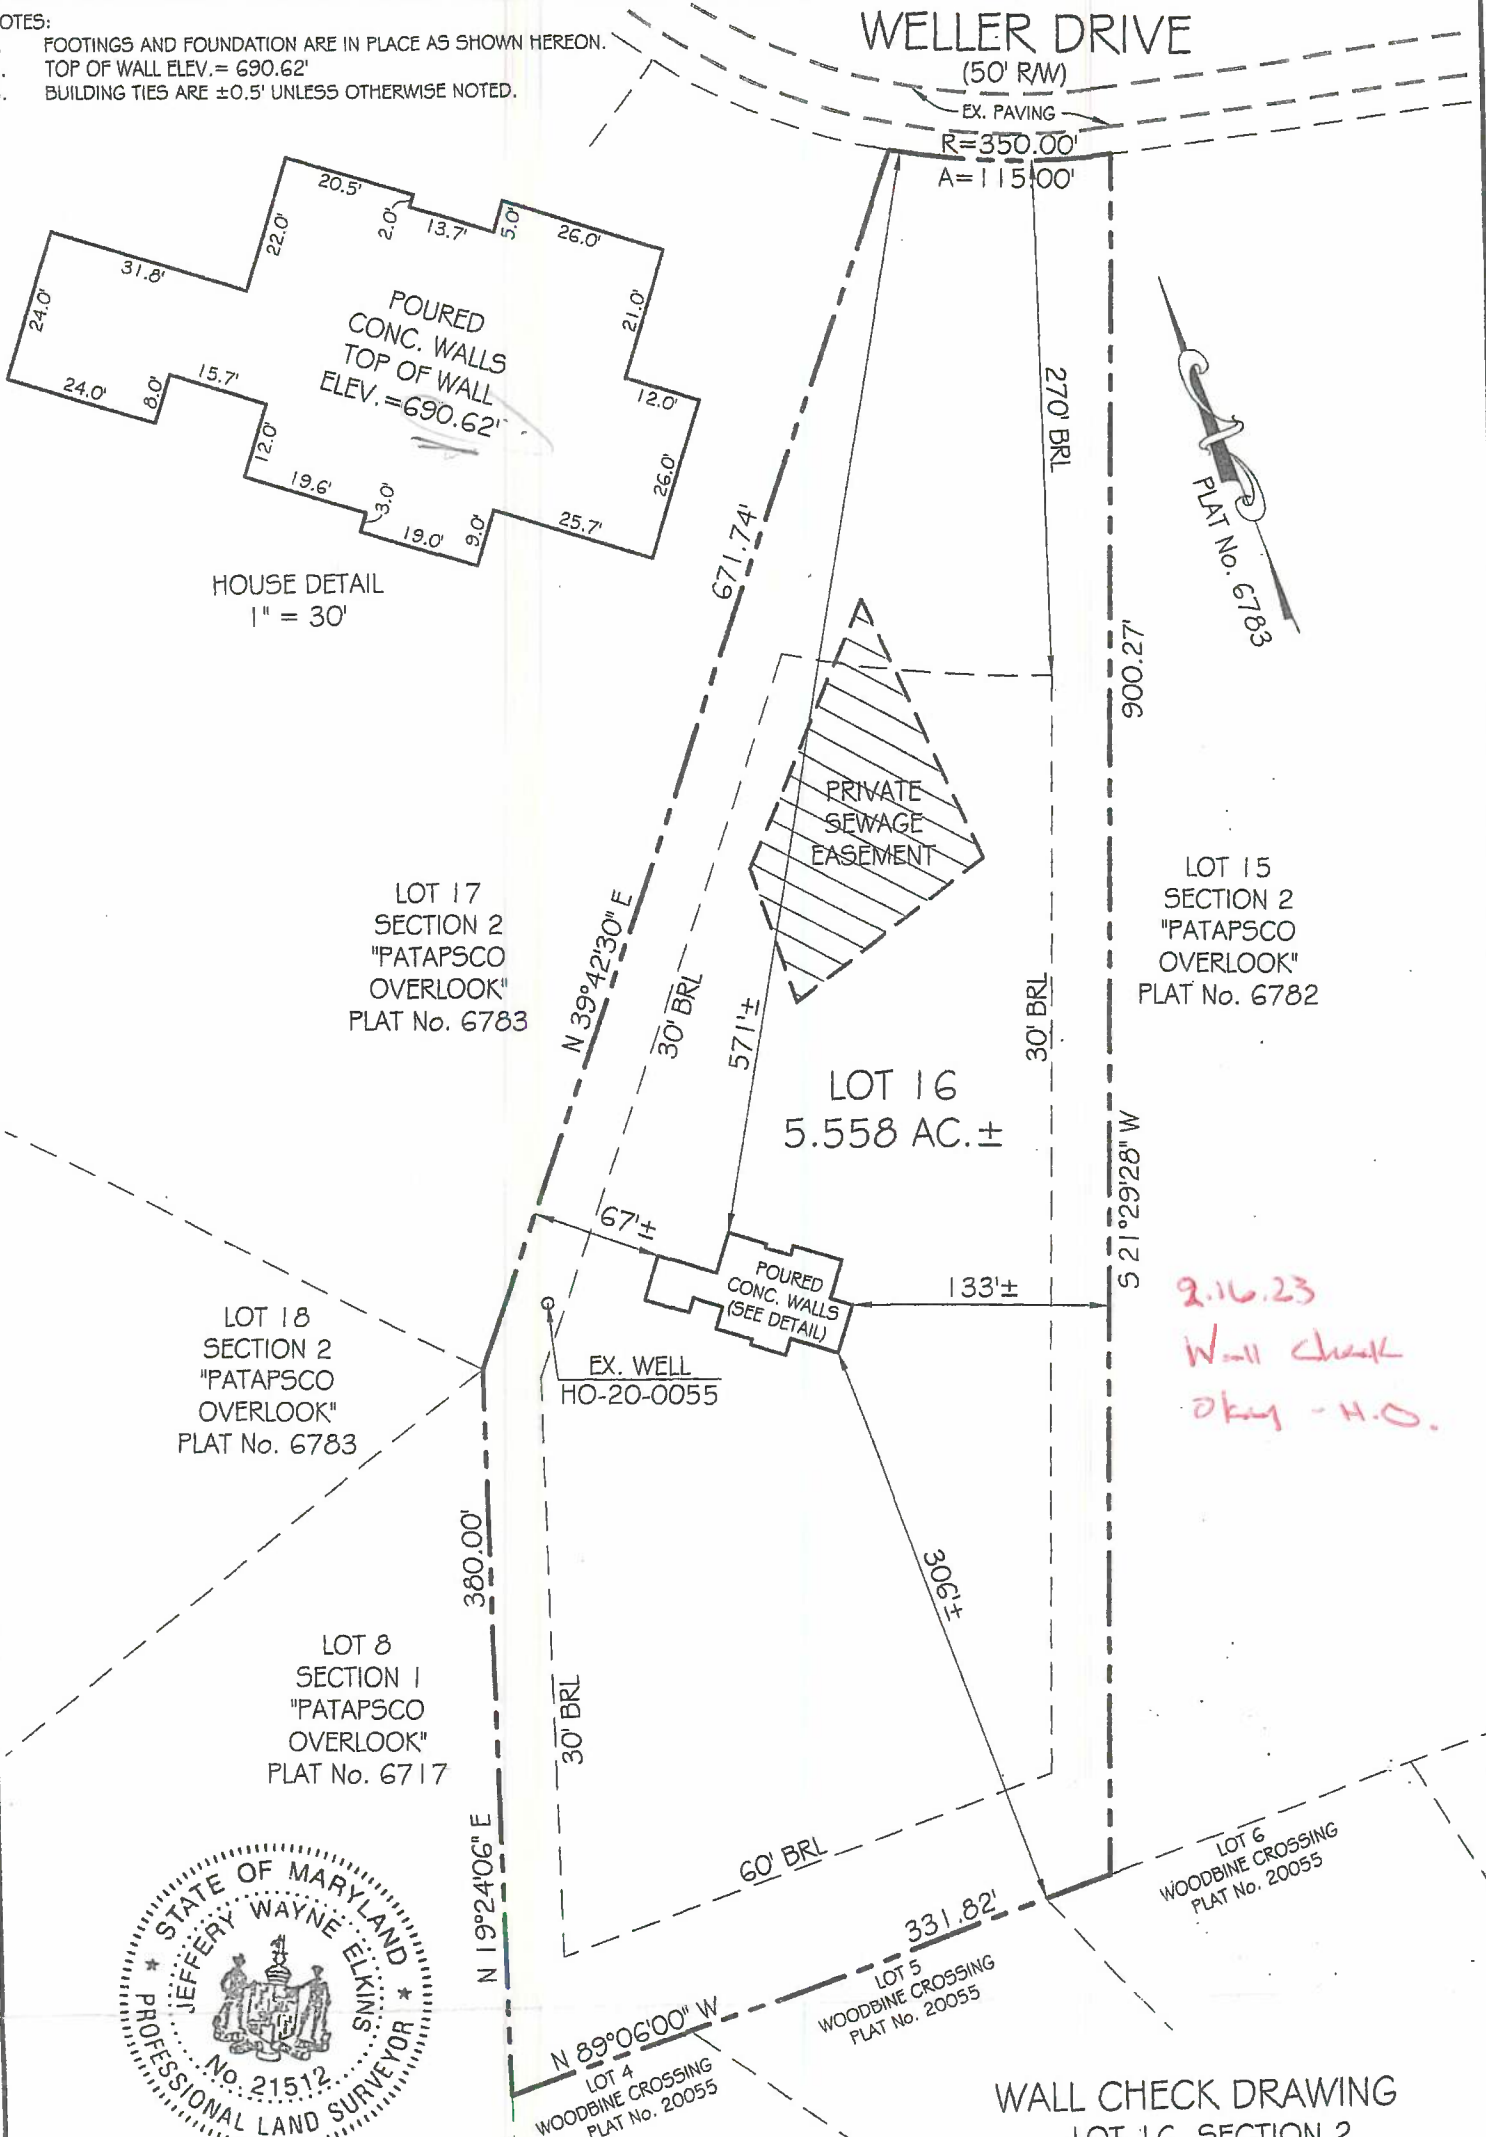 OTES:
FOOTINGS AND FOUNDATION ARE IN PLACE AS SHOWN HEREON.
TOP OF WALL ELEV.= 690.62'
BUILDING TIES ARE ±0.5' UNLESS OTHERWISE NOTED.
WELLER DRIVE
(50' R/W)
EX. PAVING
R=350.00'
A=115.00'
20.5'
2.0'
13.7'
5.0'
26.0'
22.0'
31.8'
24.0'
21.0'
POURED
CONC. WALLS
TOP OF WALL
ELEV.=690.62'
24.0'
8.0'
15.7'
12.0'
12.0'
19.6'
3.0'
19.0'
9.0'
25.7'
26.0'
HOUSE DETAIL
1" = 30'
671.74'
270' BRL
PLAT No. 6783
900.27'
PRIVATE
SEWAGE
EASEMENT
LOT 17
SECTION 2
"PATAPSCO
OVERLOOK"
PLAT No. 6783
N 39°42'30" E
30' BRL
571'±
30' BRL
LOT 15
SECTION 2
"PATAPSCO
OVERLOOK"
PLAT No. 6782
LOT 16
5.558 AC.±
S 21°29'28" W
67'±
POURED
CONC. WALLS
(SEE DETAIL)
133'±
EX. WELL
HO-20-0055
2.16.23
Wall Check
Okay - H.O.
LOT 18
SECTION 2
"PATAPSCO
OVERLOOK"
PLAT No. 6783
380.00'
306'±
LOT 8
SECTION 1
"PATAPSCO
OVERLOOK"
PLAT No. 6717
30' BRL
N 19°24'06" E
60' BRL
331.82'
N 89°06'00" W
LOT 6
WOODBINE CROSSING
PLAT No. 20055
LOT 5
WOODBINE CROSSING
PLAT No. 20055
LOT 4
WOODBINE CROSSING
PLAT No. 20055
STATE OF MARYLAND
JEFFERY WAYNE ELKINS
No. 21512
PROFESSIONAL LAND SURVEYOR
WALL CHECK DRAWING
LOT 16, SECTION 2